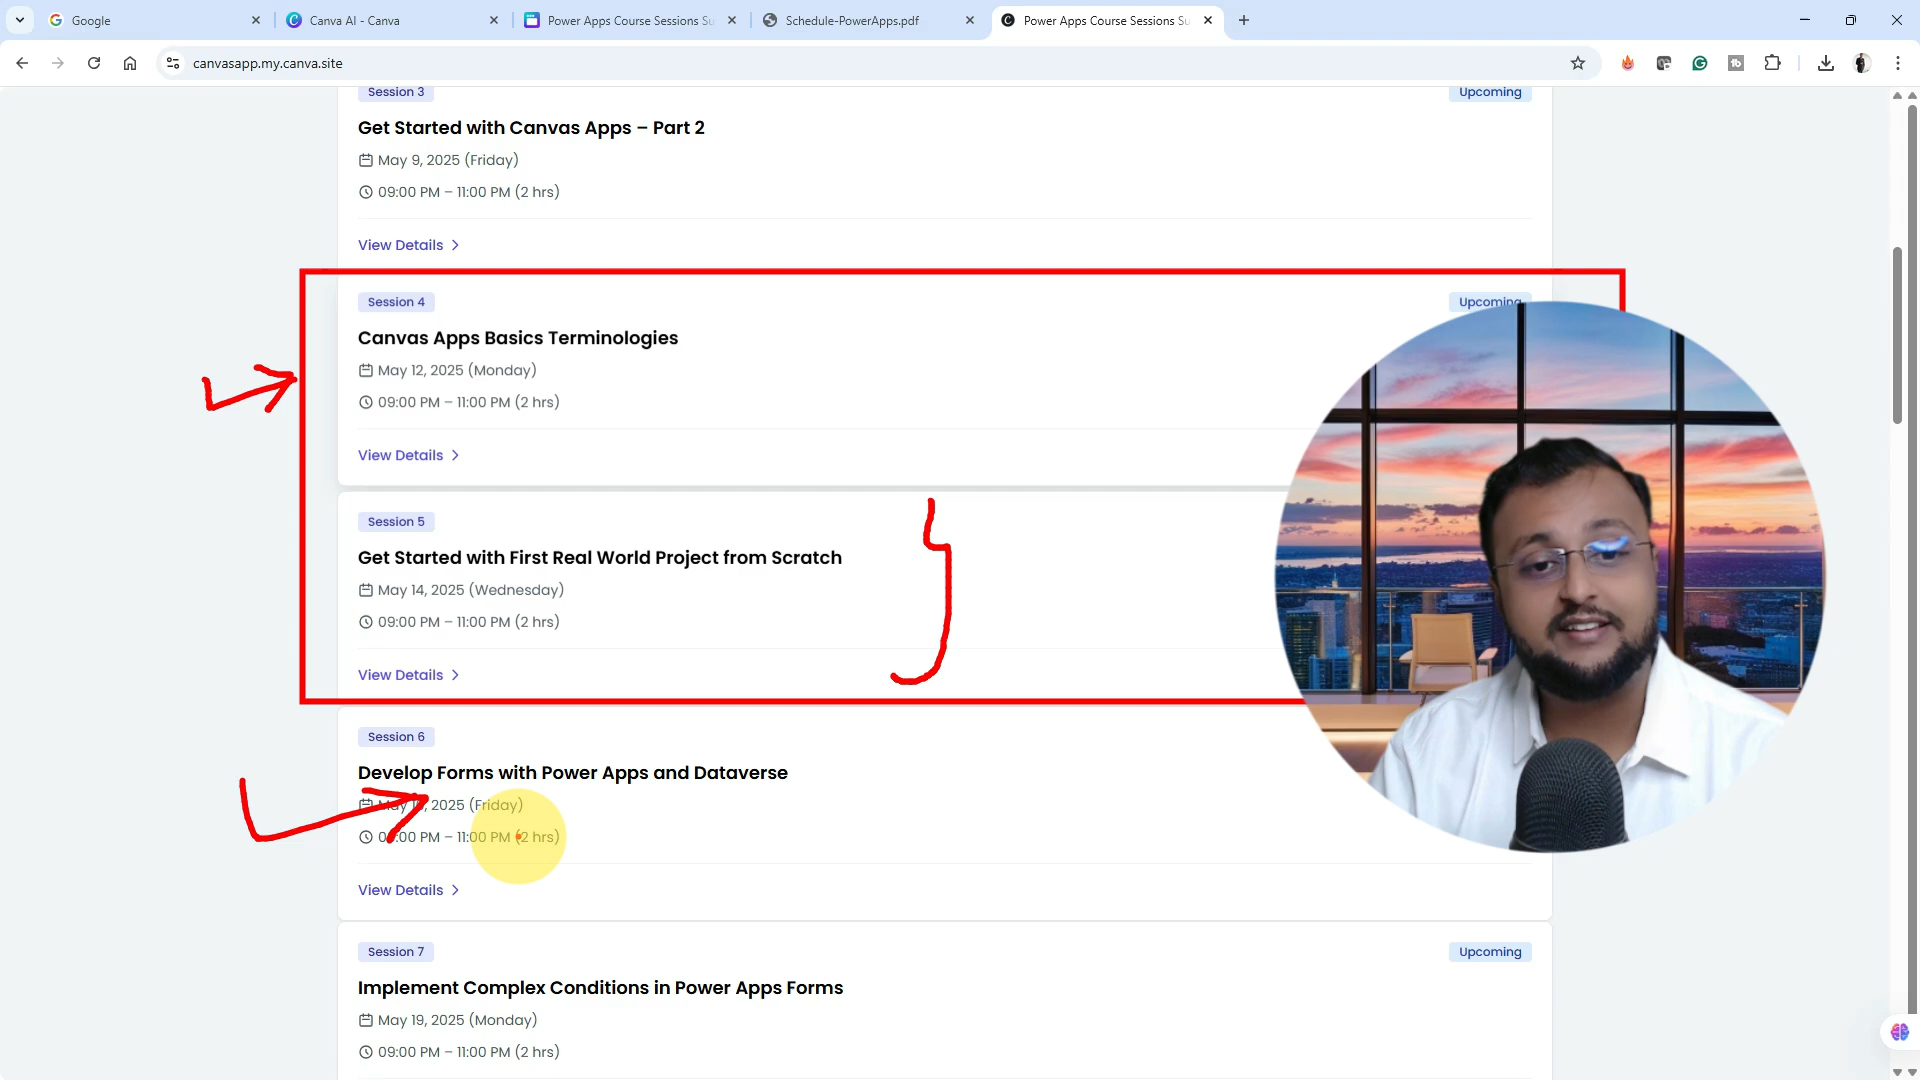 Google
Canva AI - Canva
Power Apps Course Sessions Su
Schedule-PowerApps.pdf
Power Apps Course Sessions Su
canvasapp.my.canva.site
Session 3
Upcoming
Get Started with Canvas Apps – Part 2
May 9, 2025 (Friday)
09:00 PM – 11:00 PM (2 hrs)
View Details
Session 4
Upcoming
Canvas Apps Basics Terminologies
May 12, 2025 (Monday)
09:00 PM – 11:00 PM (2 hrs)
View Details
Session 5
Get Started with First Real World Project from Scratch
May 14, 2025 (Wednesday)
09:00 PM – 11:00 PM (2 hrs)
View Details
Session 6
Develop Forms with Power Apps and Dataverse
May 2025 (Friday)
PM – 11:00 PM (2 hrs)
View Details
Session 7
Upcoming
Implement Complex Conditions in Power Apps Forms
May 19, 2025 (Monday)
09:00 PM – 11:00 PM (2 hrs)